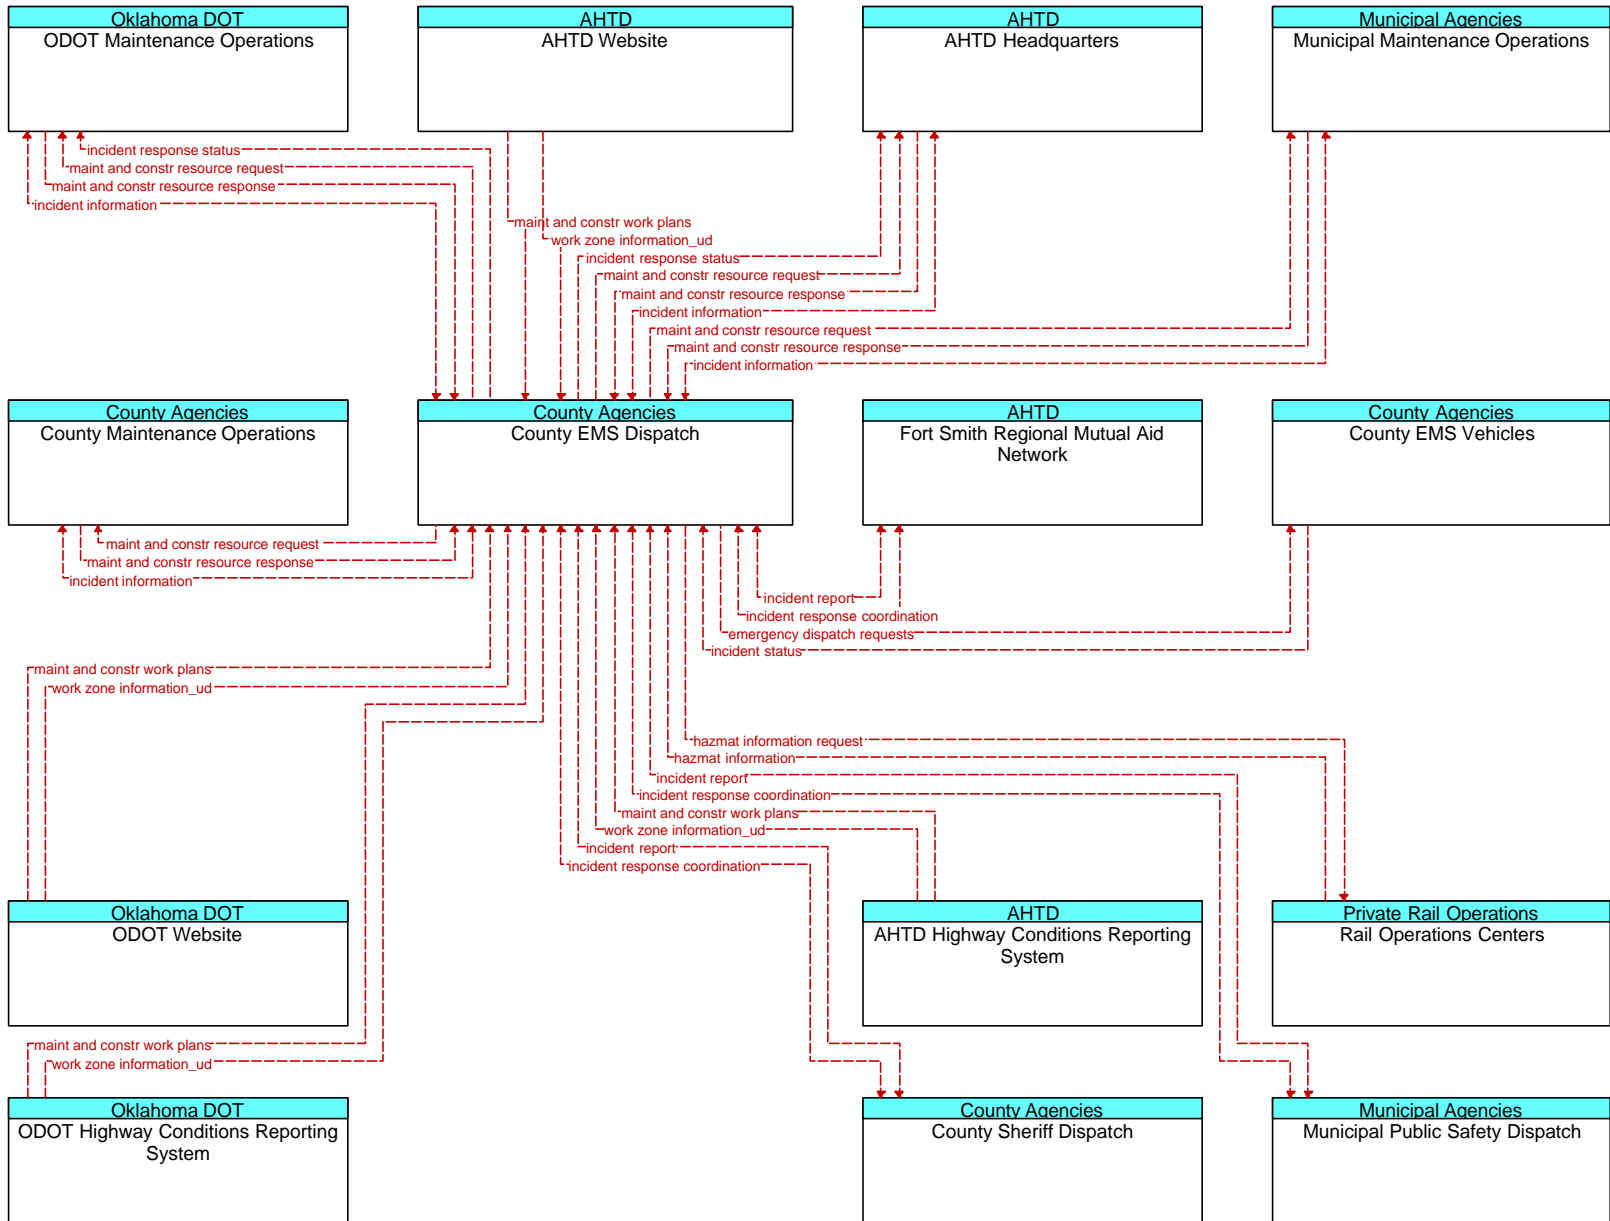 Oklahoma DOT
ODOT Maintenance Operations
AHTD
AHTD Website
AHTD
AHTD Headquarters
Municipal Agencies
Municipal Maintenance Operations
incident response status
maint and constr resource request
maint and constr resource response
incident information
maint and constr work plans
work zone information_ud
incident response status
maint and constr resource request
maint and constr resource response
incident information
maint and constr resource request
maint and constr resource response
incident information
County Agencies
County Maintenance Operations
County Agencies
County EMS Dispatch
AHTD
Fort Smith Regional Mutual Aid
Network
County Agencies
County EMS Vehicles
maint and constr resource request
maint and constr resource response
incident information
incident report
incident response coordination
emergency dispatch requests
incident status
maint and constr work plans
work zone information_ud
hazmat information request
hazmat information
incident report
incident response coordination
maint and constr work plans
work zone information_ud
incident report
incident response coordination
Oklahoma DOT
ODOT Website
AHTD
AHTD Highway Conditions Reporting
System
Private Rail Operations
Rail Operations Centers
maint and constr work plans
work zone information_ud
Oklahoma DOT
ODOT Highway Conditions Reporting
System
County Agencies
County Sheriff Dispatch
Municipal Agencies
Municipal Public Safety Dispatch